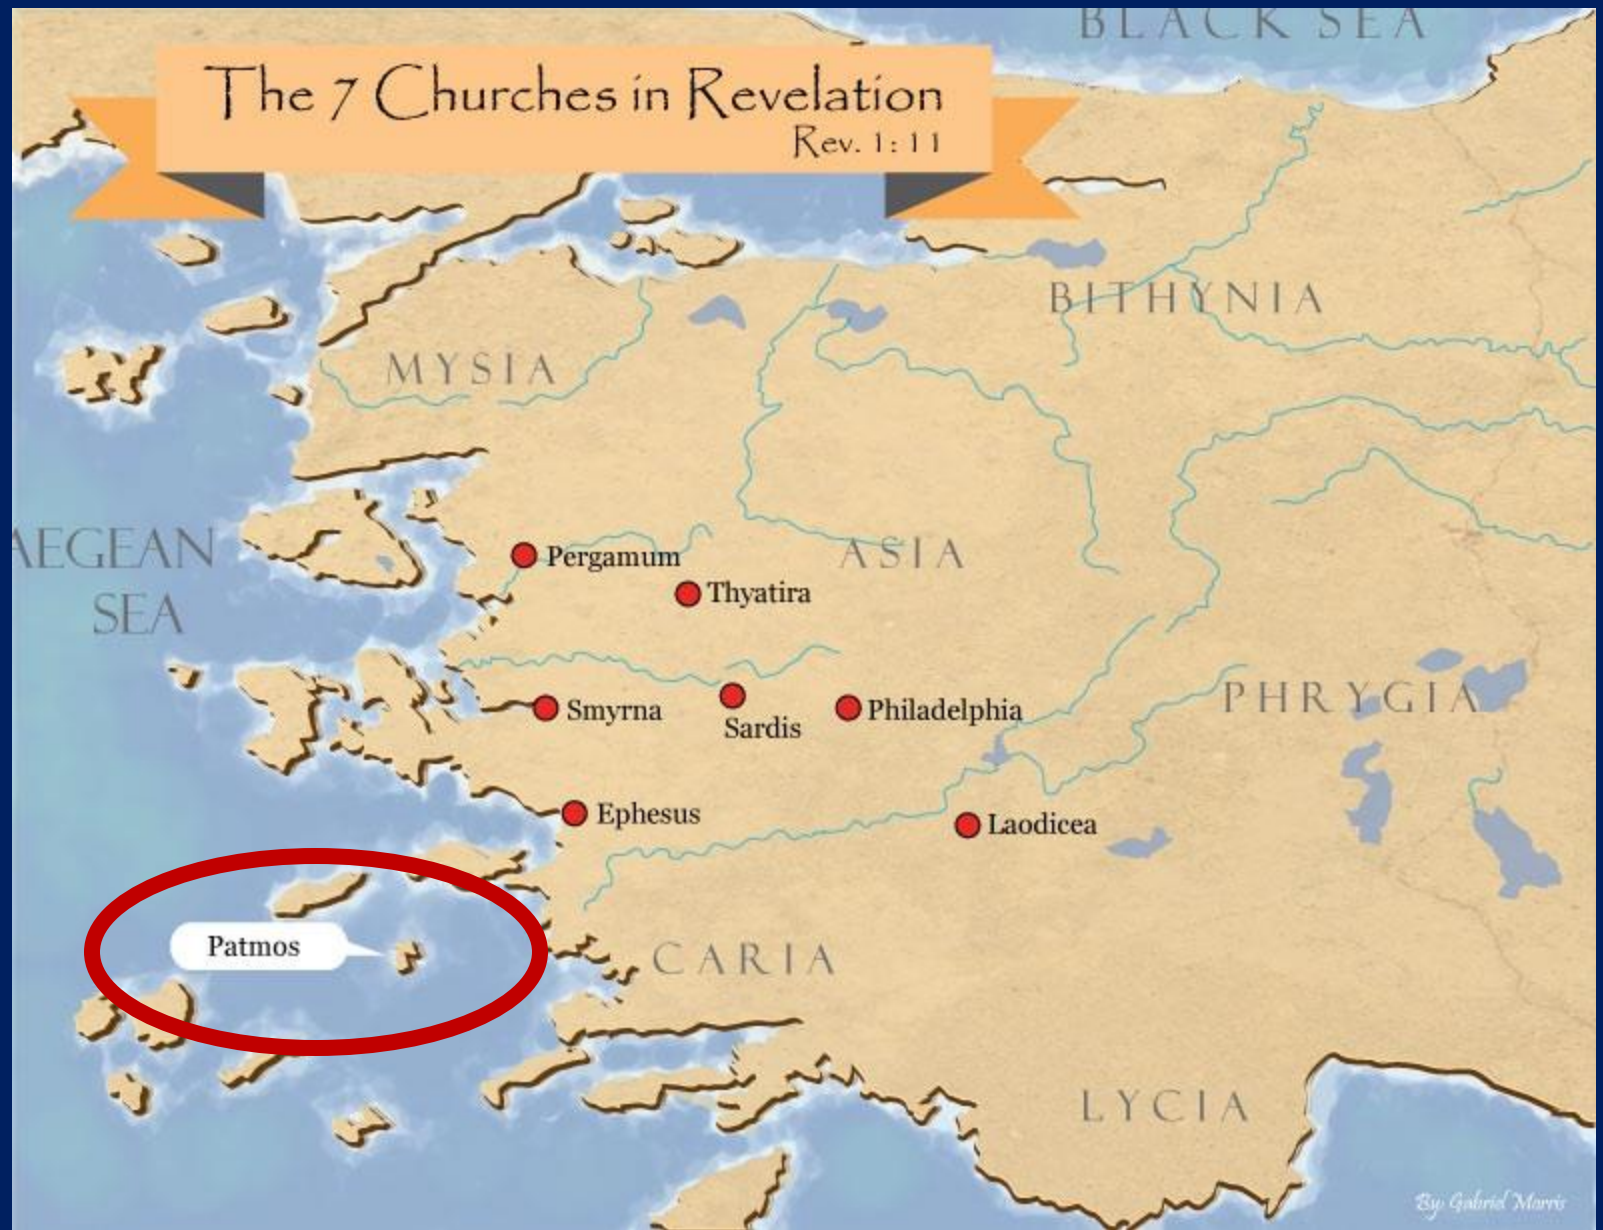 BLACK SEA
The 7 Churches in Revelation
Rev. 1:11
BITHYNIA
MYSIA
AEGEAN
SEA
Pergamum
ASIA
Thyatira
PHRYGIA
Smyrna
Sardis
Philadelphia
Ephesus
Laodicea
Patmos
CARIA
LYCIA
By: Gabriel Morris